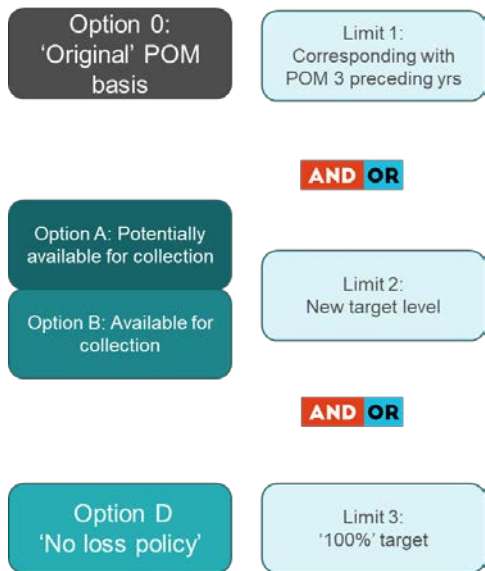 Option 0:
‘Original’ POM
basis
Limit 1:
Corresponding with
POM 3 preceding yrs
AND OR
Option A: Potentially
available for collection
Option B: Available for
collection
Limit 2:
New target level
AND OR
Option D
‘No loss policy’
Limit 3:
‘100%’ target